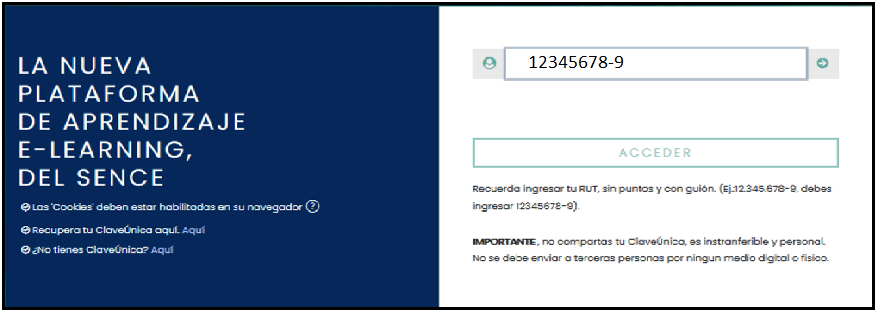 LA NUEVA
PLATAFORMA
DE APRENDIZAJE
E-LEARNING,
DEL SENCE
Las 'Cookies' deben estar habilitadas en su navegador ?
Recupera tu ClaveÚnica aquí. Aquí
¿No tienes ClaveÚnica? Aquí
12345678-9
ACCEDER
Recuerda ingresar tu RUT, sin puntos y con guión. (Ej.:12.345.678-9, debes
ingresar 12345678-9).
IMPORTANTE, no compartas tu ClaveÚnica, es instranferible y personal.
No se debe enviar a terceras personas por ningun medio digital o físico.